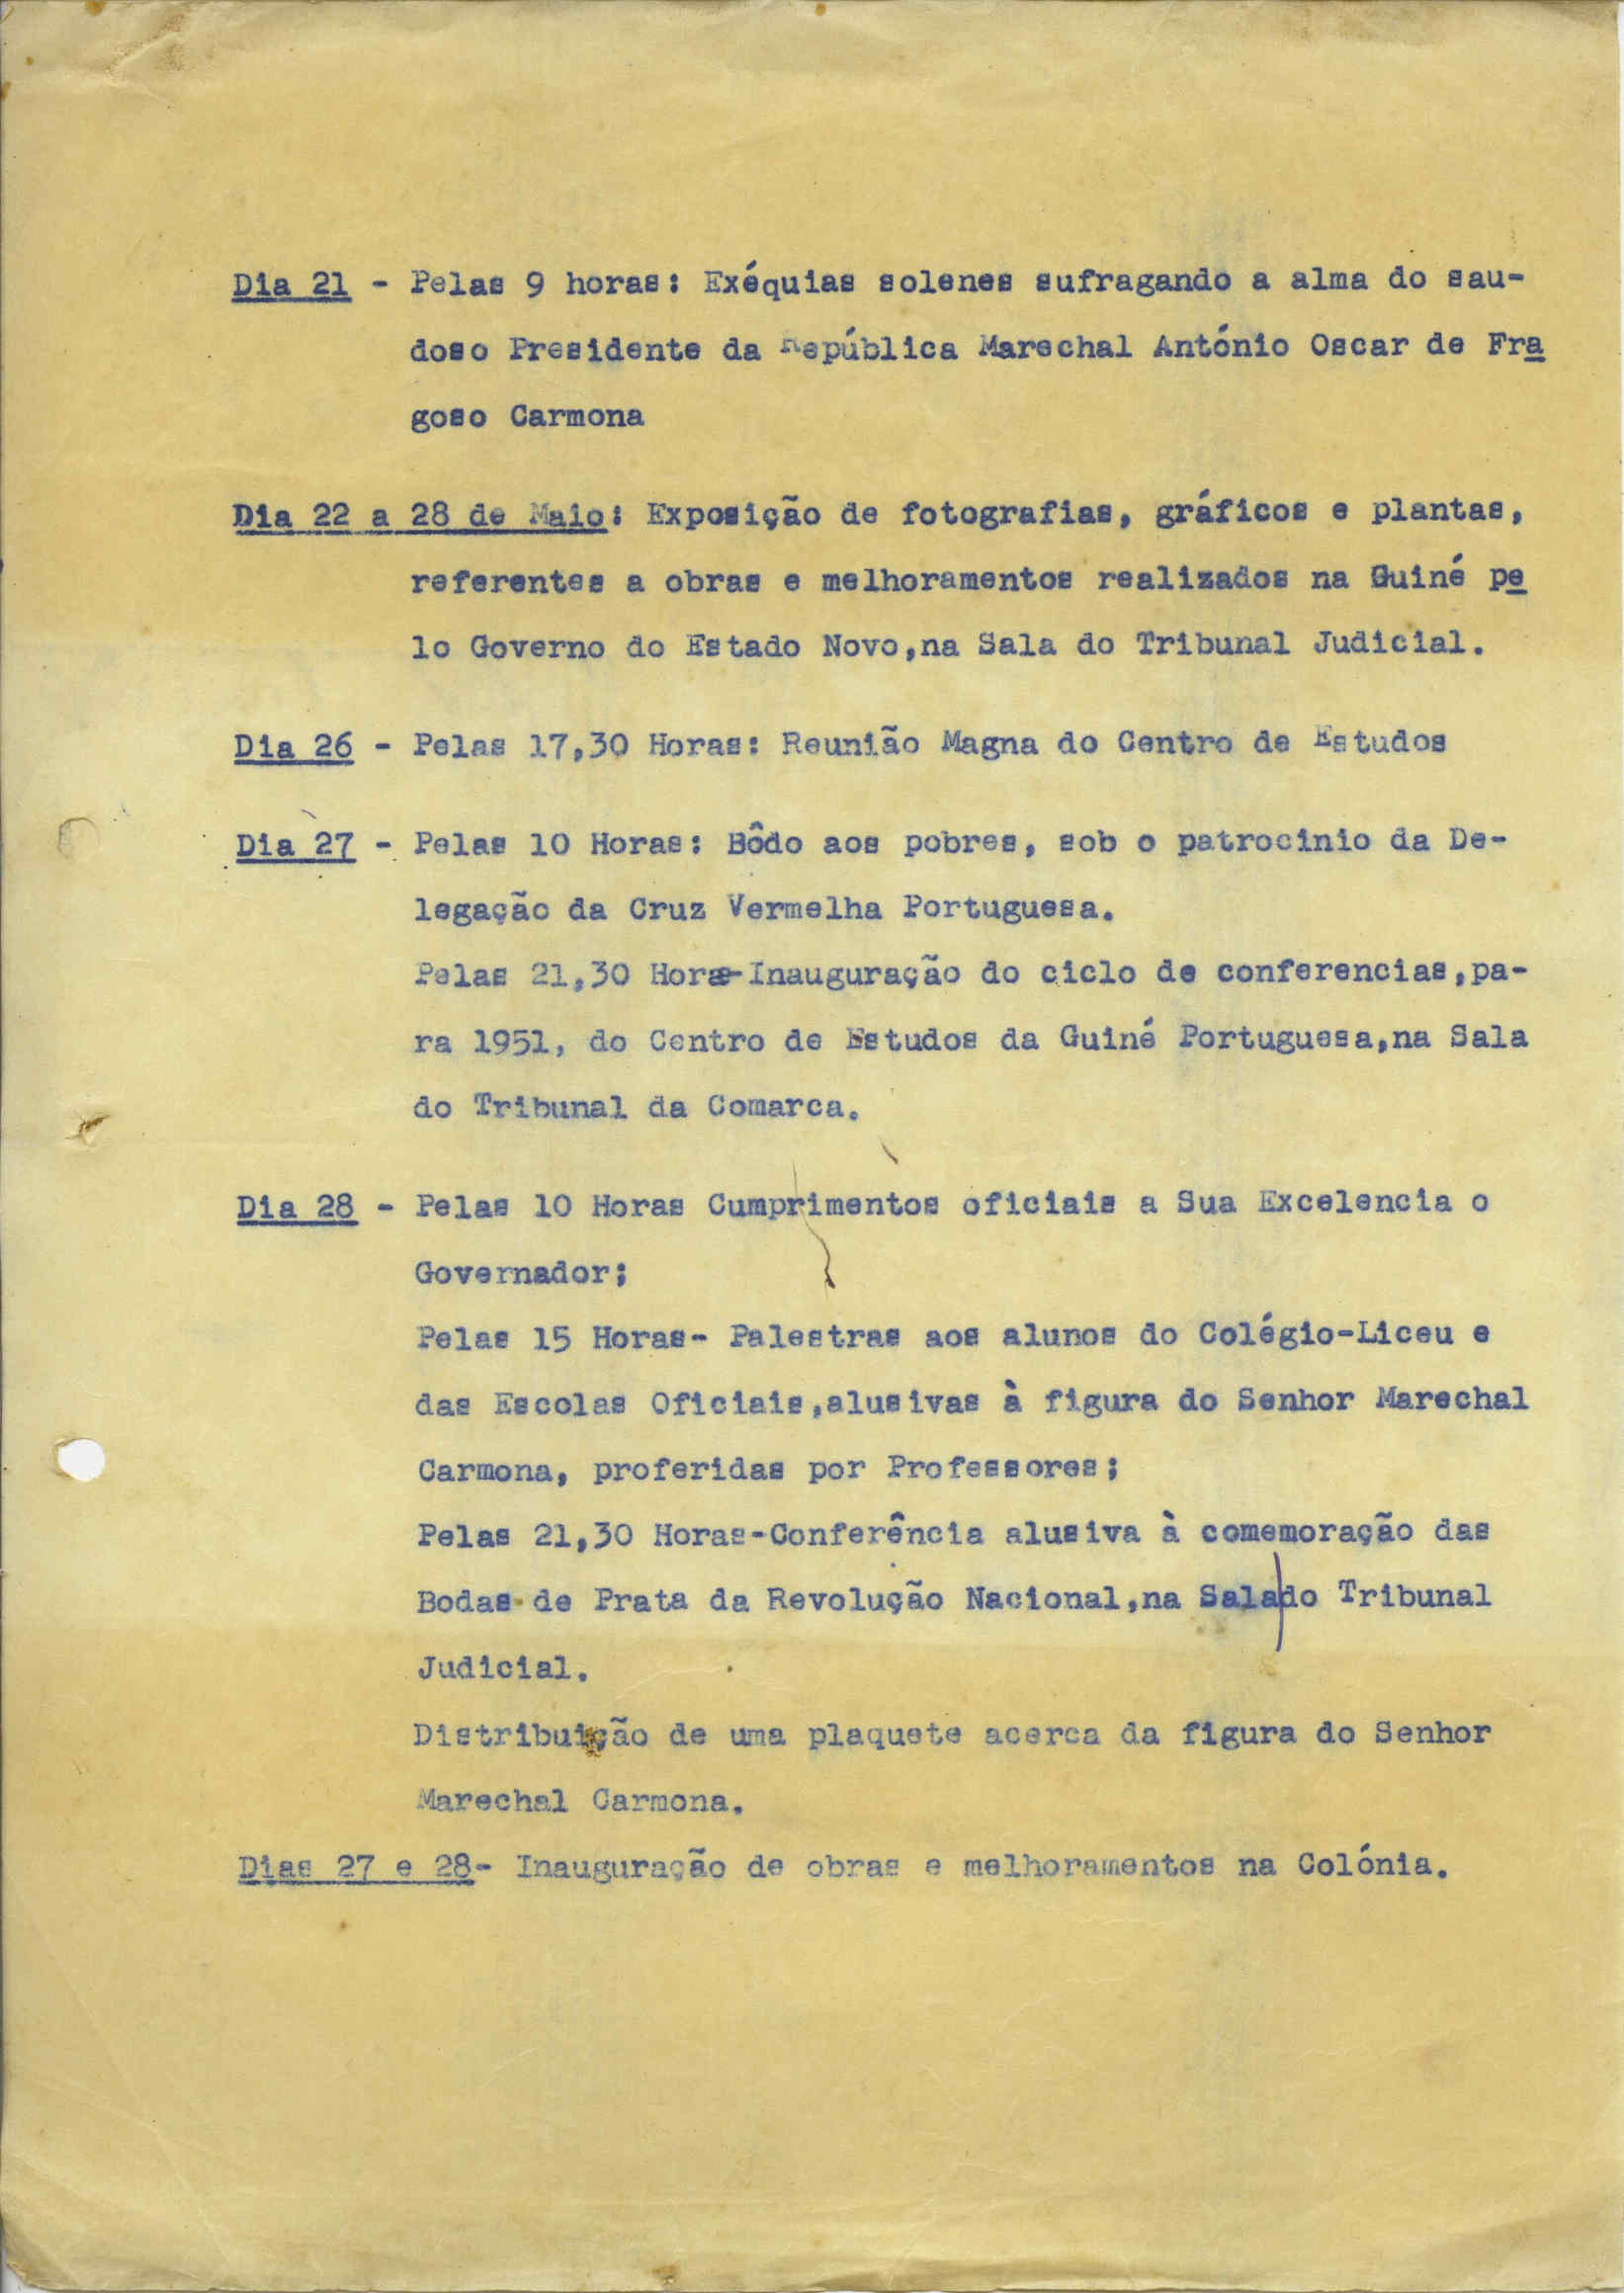 Dia 21 - Pelas 9 horas: Exéquias solenes sufragando a alma do sau-
doso Presidente da República Marechal António Oscar de Fra
goso Carmona
Dia 22 a 28 de Maio: Exposição de fotografias, gráficos e plantas,
referentes a obras e melhoramentos realizados na Guiné pe
lo Governo do Estado Novo,na Sala do Tribunal Judicial.
Dia 26 - Pelas 17,30 Horas: Reunião Magna do Centro de Estudos
Dia 27 - Pelas 10 Horas: Bôdo aos pobres, sob o patrocinio da De-
legação da Cruz Vermelha Portuguesa.
Pelas 21,30 Horas-Inauguração do ciclo de conferencias,pa-
ra 1951, do Centro de Estudos da Guiné Portuguesa,na Sala
do Tribunal da Comarca.
Dia 28 - Pelas 10 Horas Cumprimentos oficiais a Sua Excelencia o
Governador;
Pelas 15 Horas- Palestras aos alunos do Colégio-Liceu e
das Escolas Oficiais,alusivas à figura do Senhor Marechal
Carmona, proferidas por Professores;
Pelas 21,30 Horas-Conferência alusiva à comemoração das
Bodas de Prata da Revolução Nacional,na Sala do Tribunal
Judicial.
Distribuição de uma plaquete acerca da figura do Senhor
Marechal Carmona.
Dias 27 e 28- Inauguração de obras e melhoramentos na Colónia.